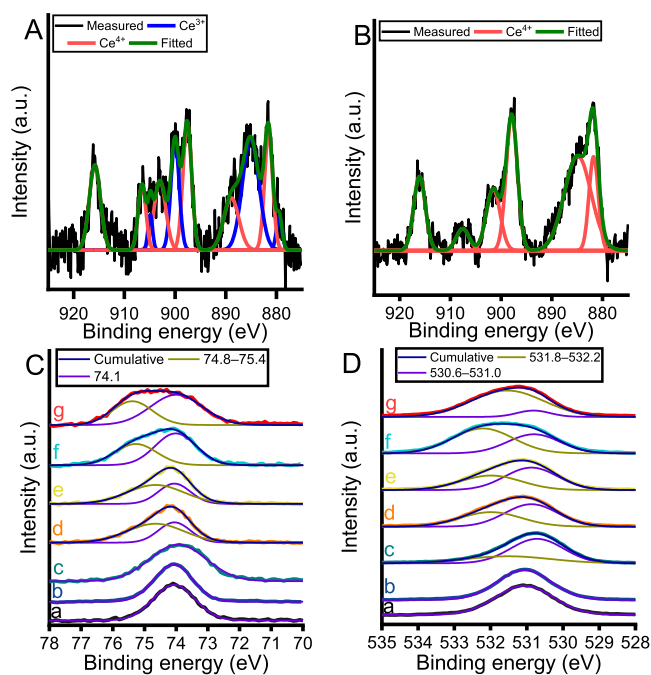 A
Measured Ce3+
Ce4+ Fitted
Intensity (a.u.)
920 910 900 890 880
Binding energy (eV)
B
Measured Ce4+ Fitted
Intensity (a.u.)
920 910 900 890 880
Binding energy (eV)
C
Cumulative 74.8–75.4
74.1
g
f
e
d
c
b
a
Intensity (a.u.)
78 77 76 75 74 73 72 71 70
Binding energy (eV)
D
Cumulative 531.8–532.2
530.6–531.0
g
f
e
d
c
b
a
Intensity (a.u.)
535 534 533 532 531 530 529 528
Binding energy (eV)